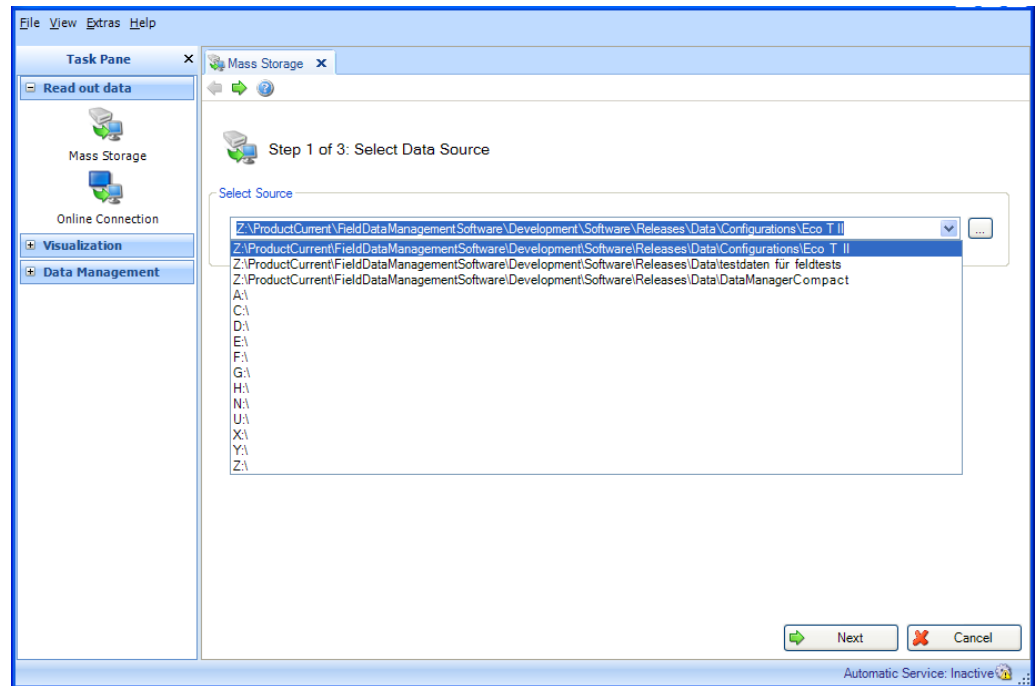 File View Extras Help
Task Pane
Mass Storage
Read out data
Mass Storage
Online Connection
Visualization
Data Management
Step 1 of 3: Select Data Source
Select Source
Z:\ProductCurrent\FieldDataManagementSoftware\Development\Software\Releases\Data\Configurations\Eco T II
...
Z:\ProductCurrent\FieldDataManagementSoftware\Development\Software\Releases\Data\Configurations\Eco T II
Z:\ProductCurrent\FieldDataManagementSoftware\Development\Software\Releases\Data\testdaten für feldtests
Z:\ProductCurrent\FieldDataManagementSoftware\Development\Software\Releases\Data\DataManagerCompact
A:\
C:\
D:\
E:\
F:\
G:\
H:\
N:\
U:\
X:\
Y:\
Z:\
Next
Cancel
Automatic Service: Inactive